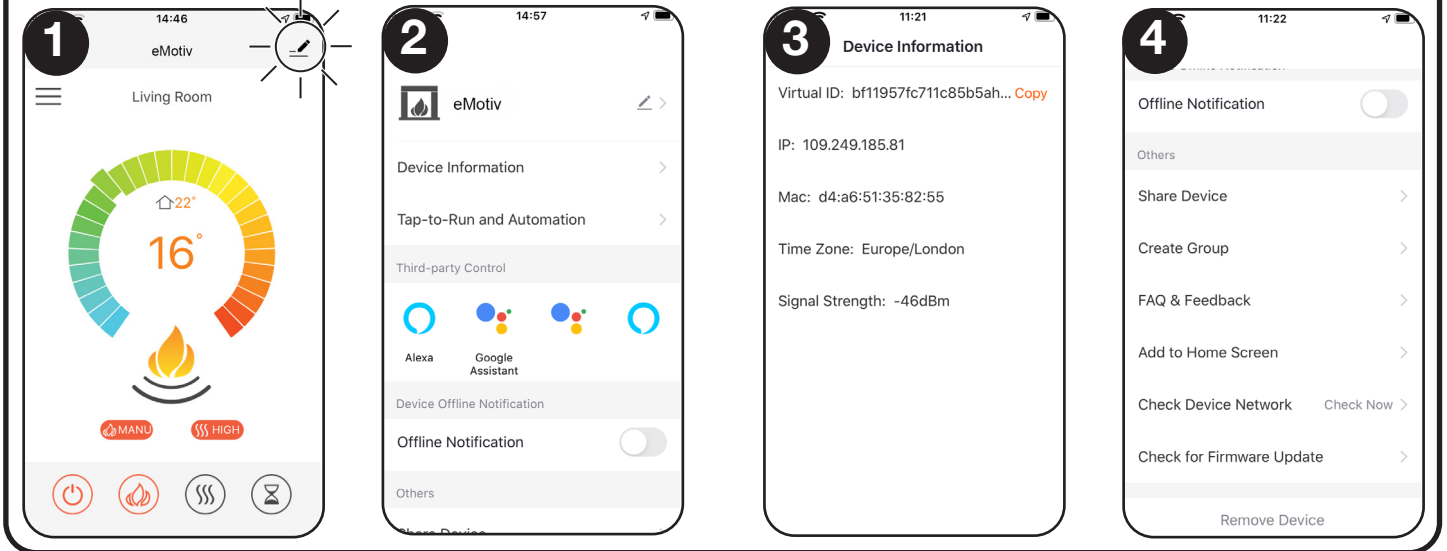 1
14:46
eMotiv
Living Room
22°
16°
MANU
HIGH
2
14:57
eMotiv
Device Information
Tap-to-Run and Automation
Third-party Control
Alexa
Google
Assistant
Device Offline Notification
Offline Notification
Others
Share Device
3
11:21
Device Information
Virtual ID: bf11957fc711c85b5ah... Copy
IP: 109.249.185.81
Mac: d4:a6:51:35:82:55
Time Zone: Europe/London
Signal Strength: -46dBm
4
11:22
Offline Notification
Others
Share Device
Create Group
FAQ & Feedback
Add to Home Screen
Check Device Network Check Now
Check for Firmware Update
Remove Device